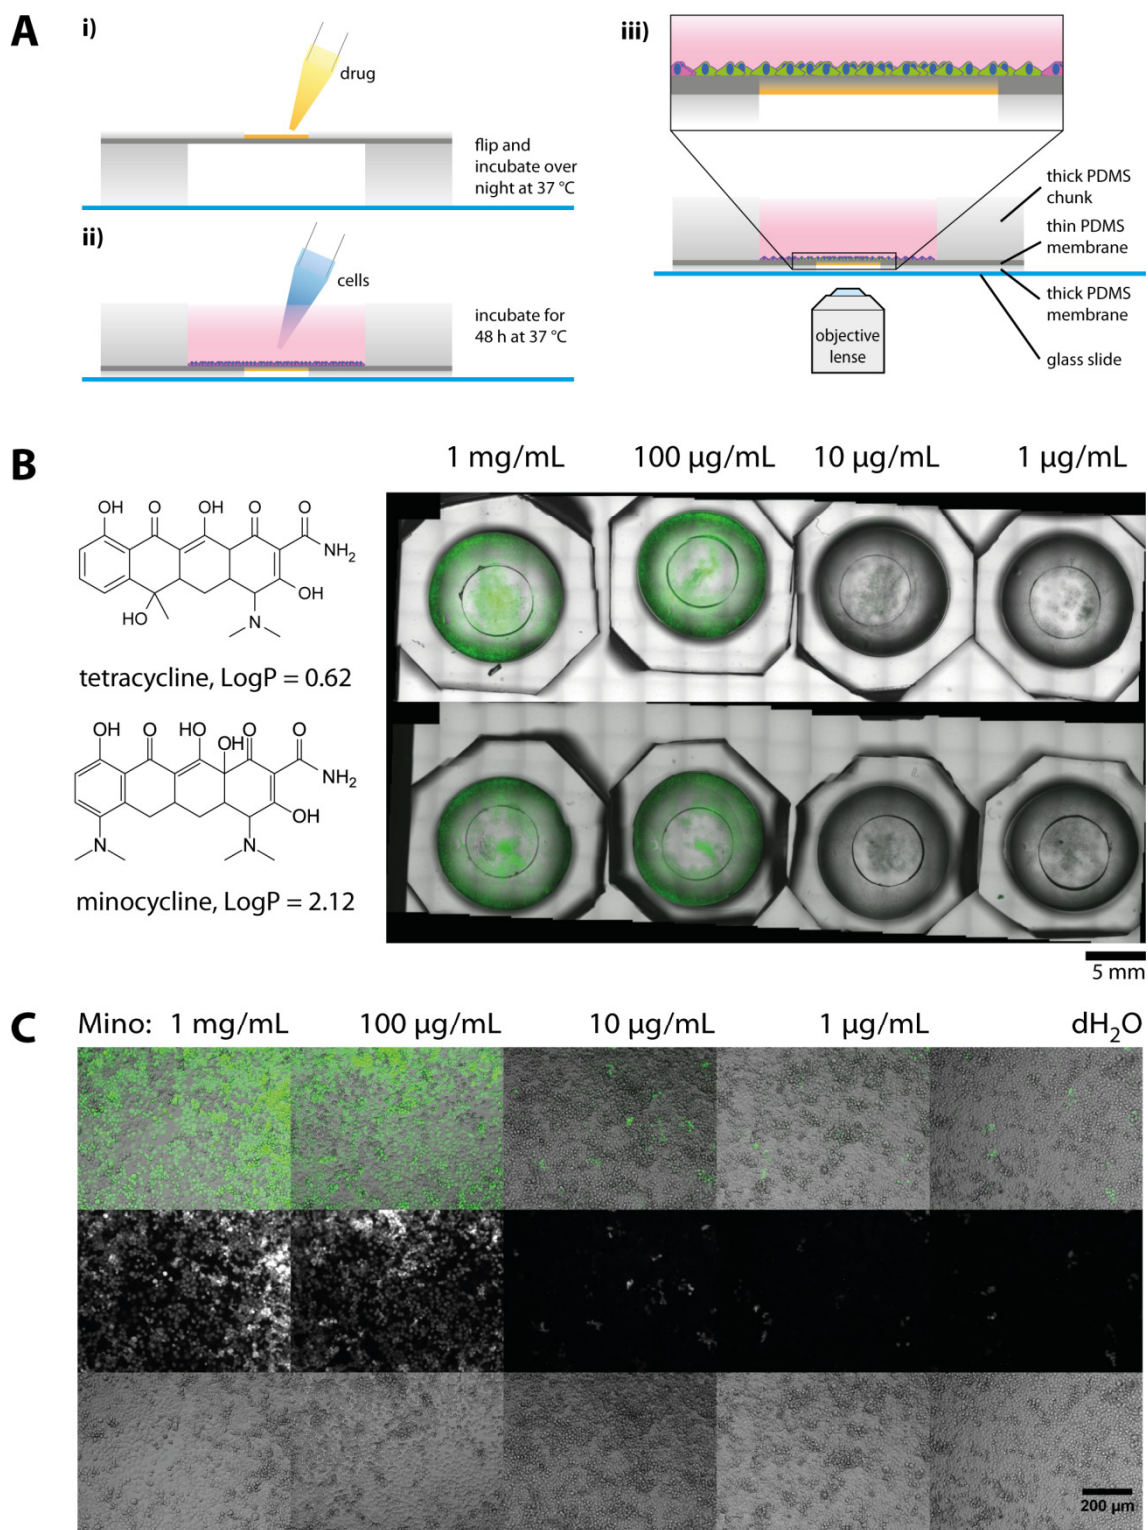 A
i)
drug
flip and
incubate over
night at 37 °C
ii)
cells
incubate for
48 h at 37 °C
iii)
thick PDMS
chunk
thin PDMS
membrane
thick PDMS
membrane
glass slide
objective
lense
B
1 mg/mL 100 µg/mL 10 µg/mL 1 µg/mL
OH O OH O O
NH₂
OH
HO
N
tetracycline, LogP = 0.62
OH O HO OH O O
NH₂
OH
N N
minocycline, LogP = 2.12
5 mm
C
Mino: 1 mg/mL 100 µg/mL 10 µg/mL 1 µg/mL dH₂O
200 µm